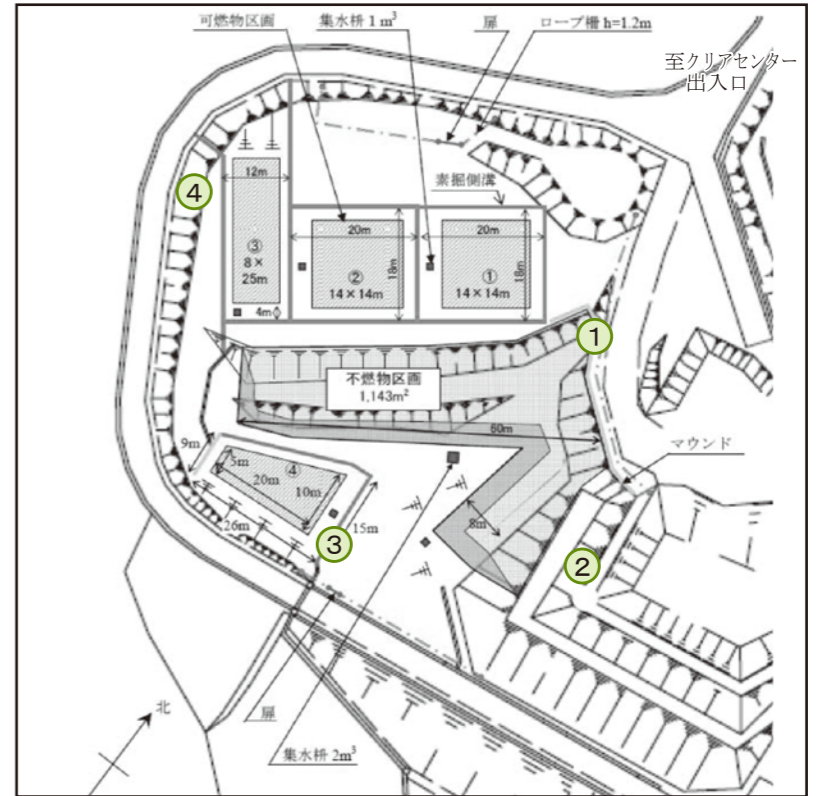 可燃物区画
集水枡 1 m³
扉
ロープ柵 h=1.2m
至クリアセンター
出入口
素掘側溝
④
12m
③
8×
25m
4m
20m
②
14×14m
18m
20m
①
14×14m
18m
①
不燃物区画
1,143m²
60m
マウンド
9m
5m
④
20m
10m
26m
15m
③
8m
②
北
扉
集水枡 2m³